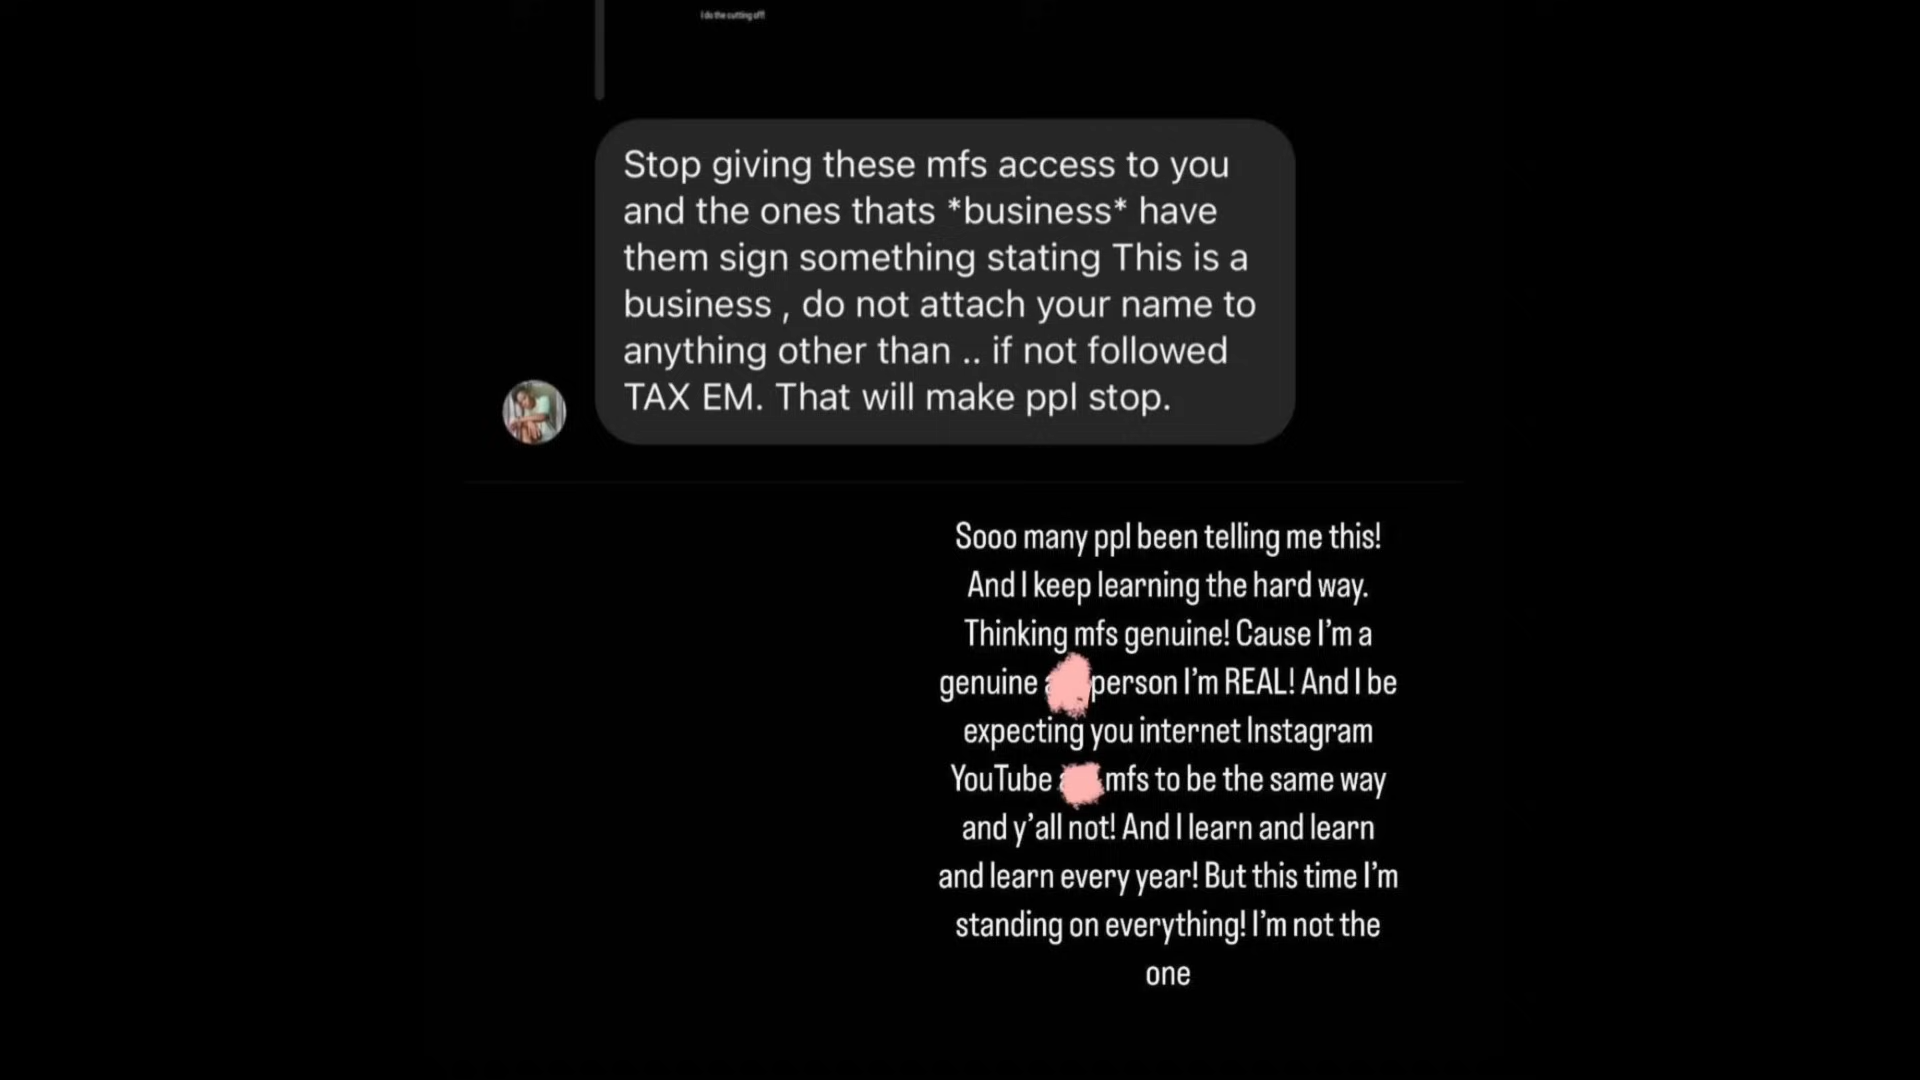 I do the cutting off!
Stop giving these mfs access to you
and the ones thats *business* have
them sign something stating This is a
business , do not attach your name to
anything other than .. if not followed
TAX EM. That will make ppl stop.
Sooo many ppl been telling me this!
And I keep learning the hard way.
Thinking mfs genuine! Cause I'm a
genuine person I'm REAL! And I be
expecting you internet Instagram
YouTube mfs to be the same way
and y'all not! And I learn and learn
and learn every year! But this time I'm
standing on everything! I'm not the
one